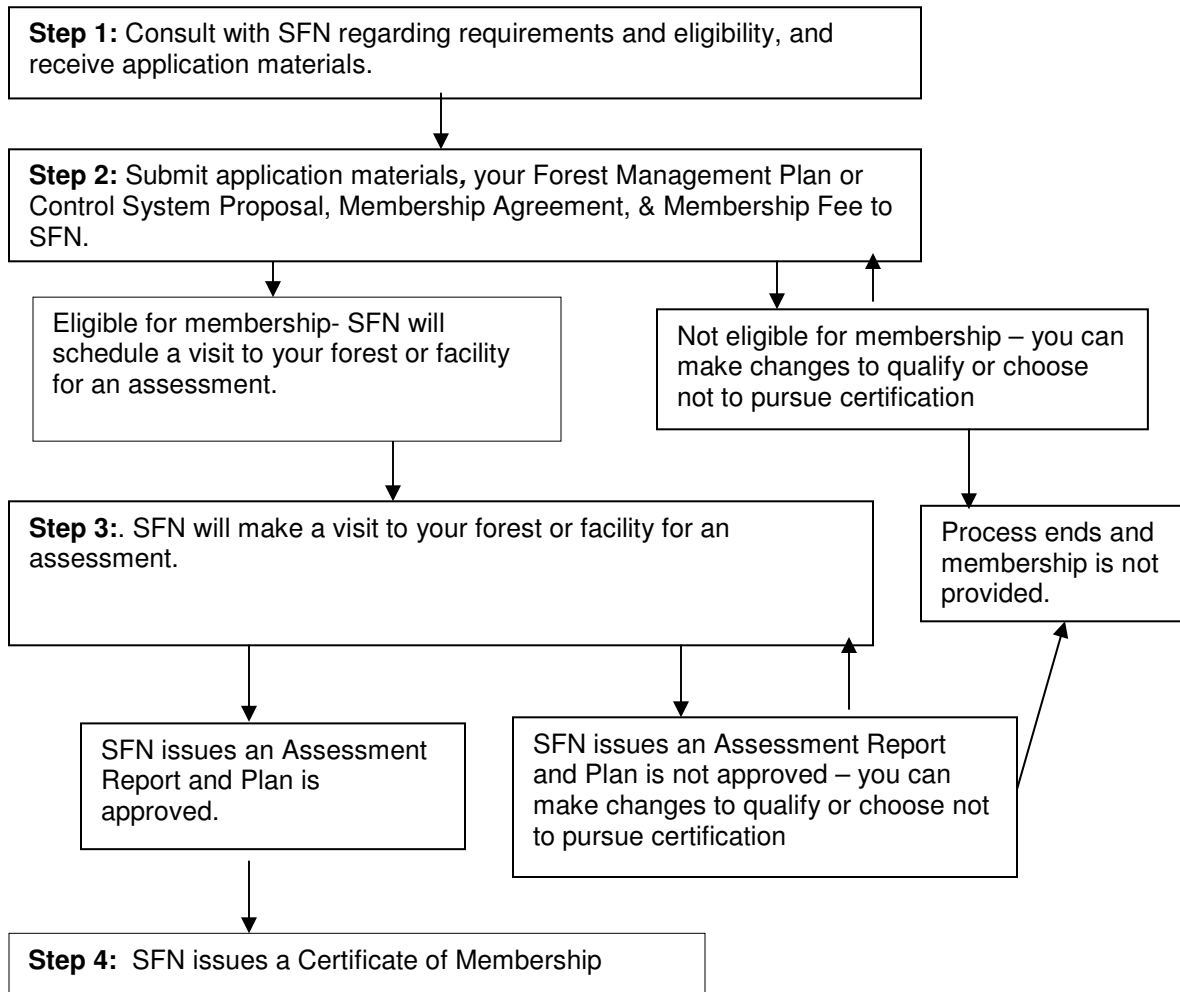 Step 1: Consult with SFN regarding requirements and eligibility, and
receive application materials.
Step 2: Submit application materials, your Forest Management Plan or
Control System Proposal, Membership Agreement, & Membership Fee to
SFN.
Eligible for membership- SFN will
schedule a visit to your forest or facility
for an assessment.
Not eligible for membership – you can
make changes to qualify or choose
not to pursue certification
Step 3:. SFN will make a visit to your forest or facility for an
assessment.
Process ends and
membership is not
provided.
SFN issues an Assessment
Report and Plan is
approved.
SFN issues an Assessment Report
and Plan is not approved – you can
make changes to qualify or choose not
to pursue certification
Step 4: SFN issues a Certificate of Membership